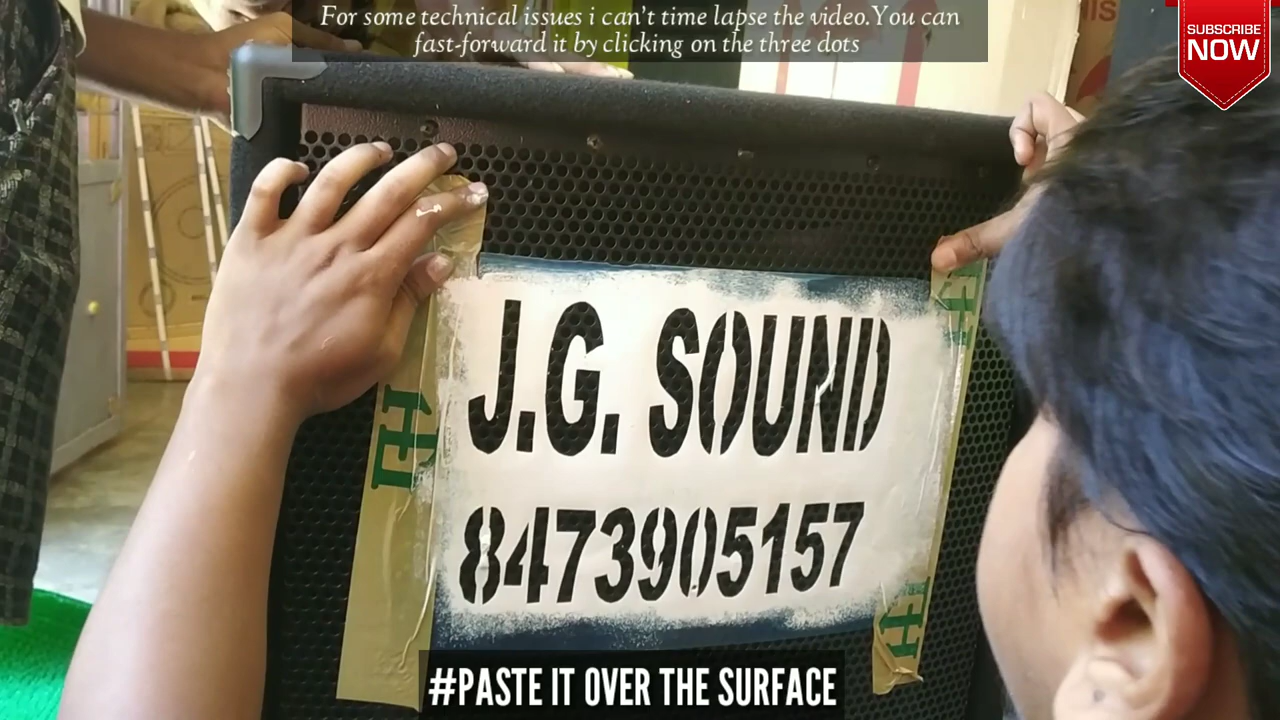 For some technical issues i can't time lapse the video.You can
fast-forward it by clicking on the three dots
SUBSCRIBE
NOW
J.G. SOUND
8473905157
#PASTE IT OVER THE SURFACE